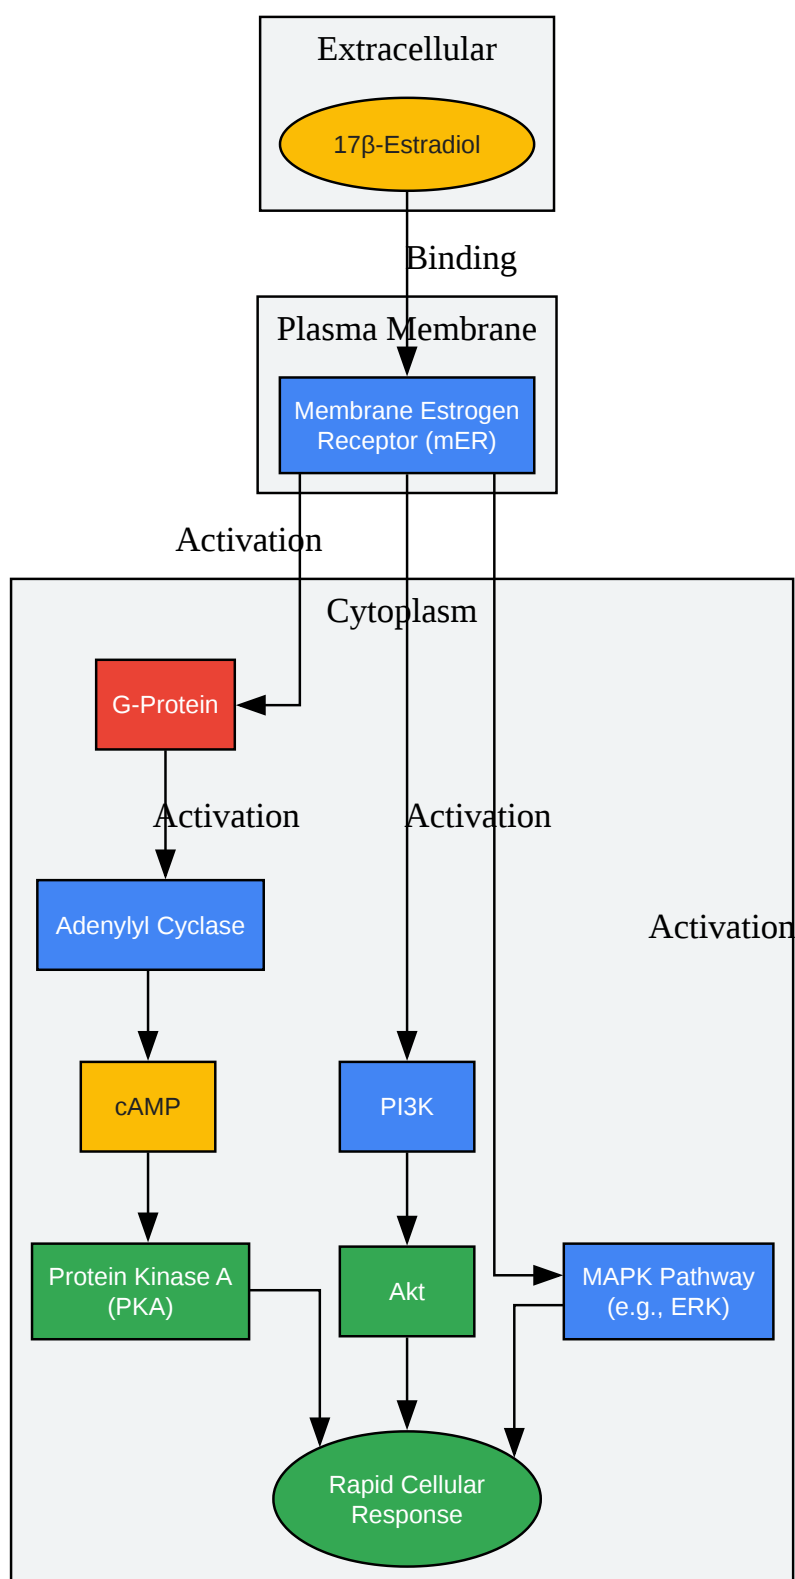 Extracellular
17β-Estradiol
Binding
Plasma Membrane
Membrane Estrogen
Receptor (mER)
Activation
Cytoplasm
G-Protein
Activation
Activation
Adenylyl Cyclase
Activation
cAMP
PI3K
Protein Kinase A
(PKA)
Akt
MAPK Pathway
(e.g., ERK)
Rapid Cellular
Response